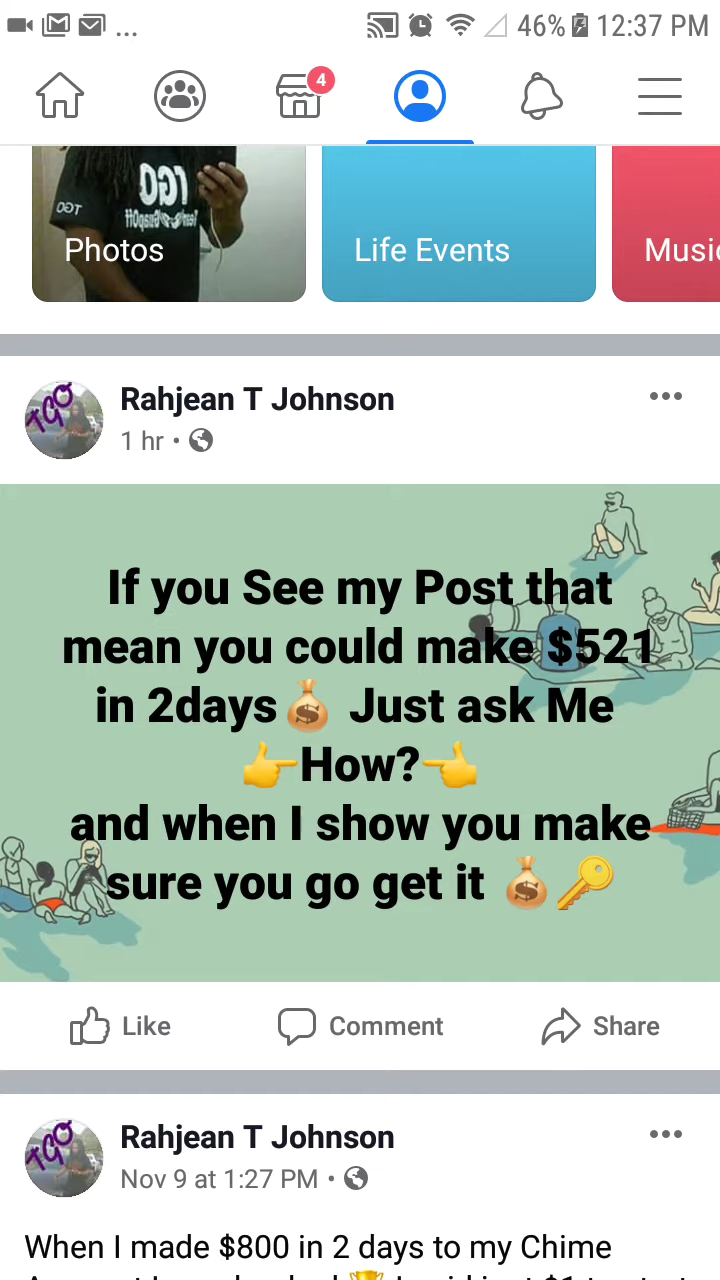 ... 46% 12:37 PM
4
Photos
Life Events
Music
Rahjean T Johnson
1 hr •
If you See my Post that
mean you could make $521
in 2days💰 Just ask Me
👉How?👈
and when I show you make
sure you go get it 💰🔑
Like
Comment
Share
Rahjean T Johnson
Nov 9 at 1:27 PM •
When I made $800 in 2 days to my Chime